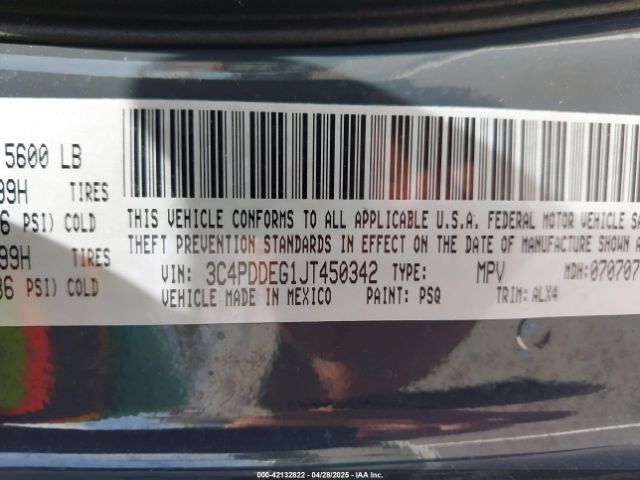 5600 LB
99H TIRES
6 PSI) COLD
99H TIRES
36 PSI) COLD
THIS VEHICLE CONFORMS TO ALL APPLICABLE U.S.A. FEDERAL MOTOR VEHICLE SA
THEFT PREVENTION STANDARDS IN EFFECT ON THE DATE OF MANUFACTURE SHOWN A
VIN: 3C4PDDEG1JT450342 TYPE: MPV MDH: 070707
VEHICLE MADE IN MEXICO PAINT: PSQ TRIM: ALX4
000-42132822 - 04/28/2025 - IAA Inc.